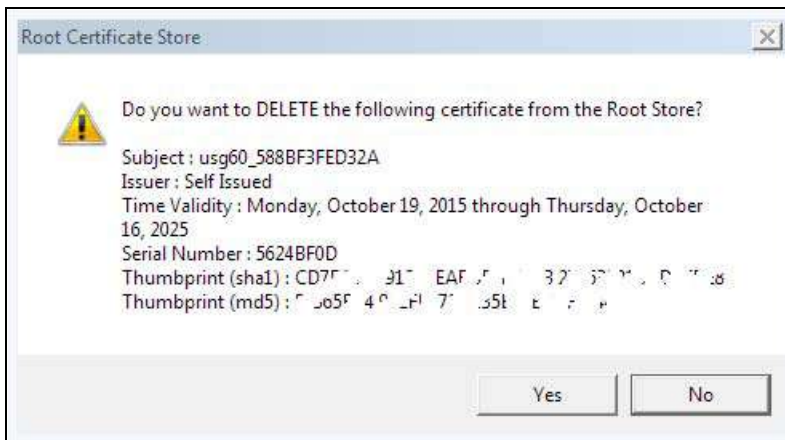 Root Certificate Store
Do you want to DELETE the following certificate from the Root Store?
Subject : usg60_588BF3FED32A
Issuer : Self Issued
Time Validity : Monday, October 19, 2015 through Thursday, October
16, 2025
Serial Number : 5624BF0D
Thumbprint (sha1) :
Thumbprint (md5) :
Yes
No